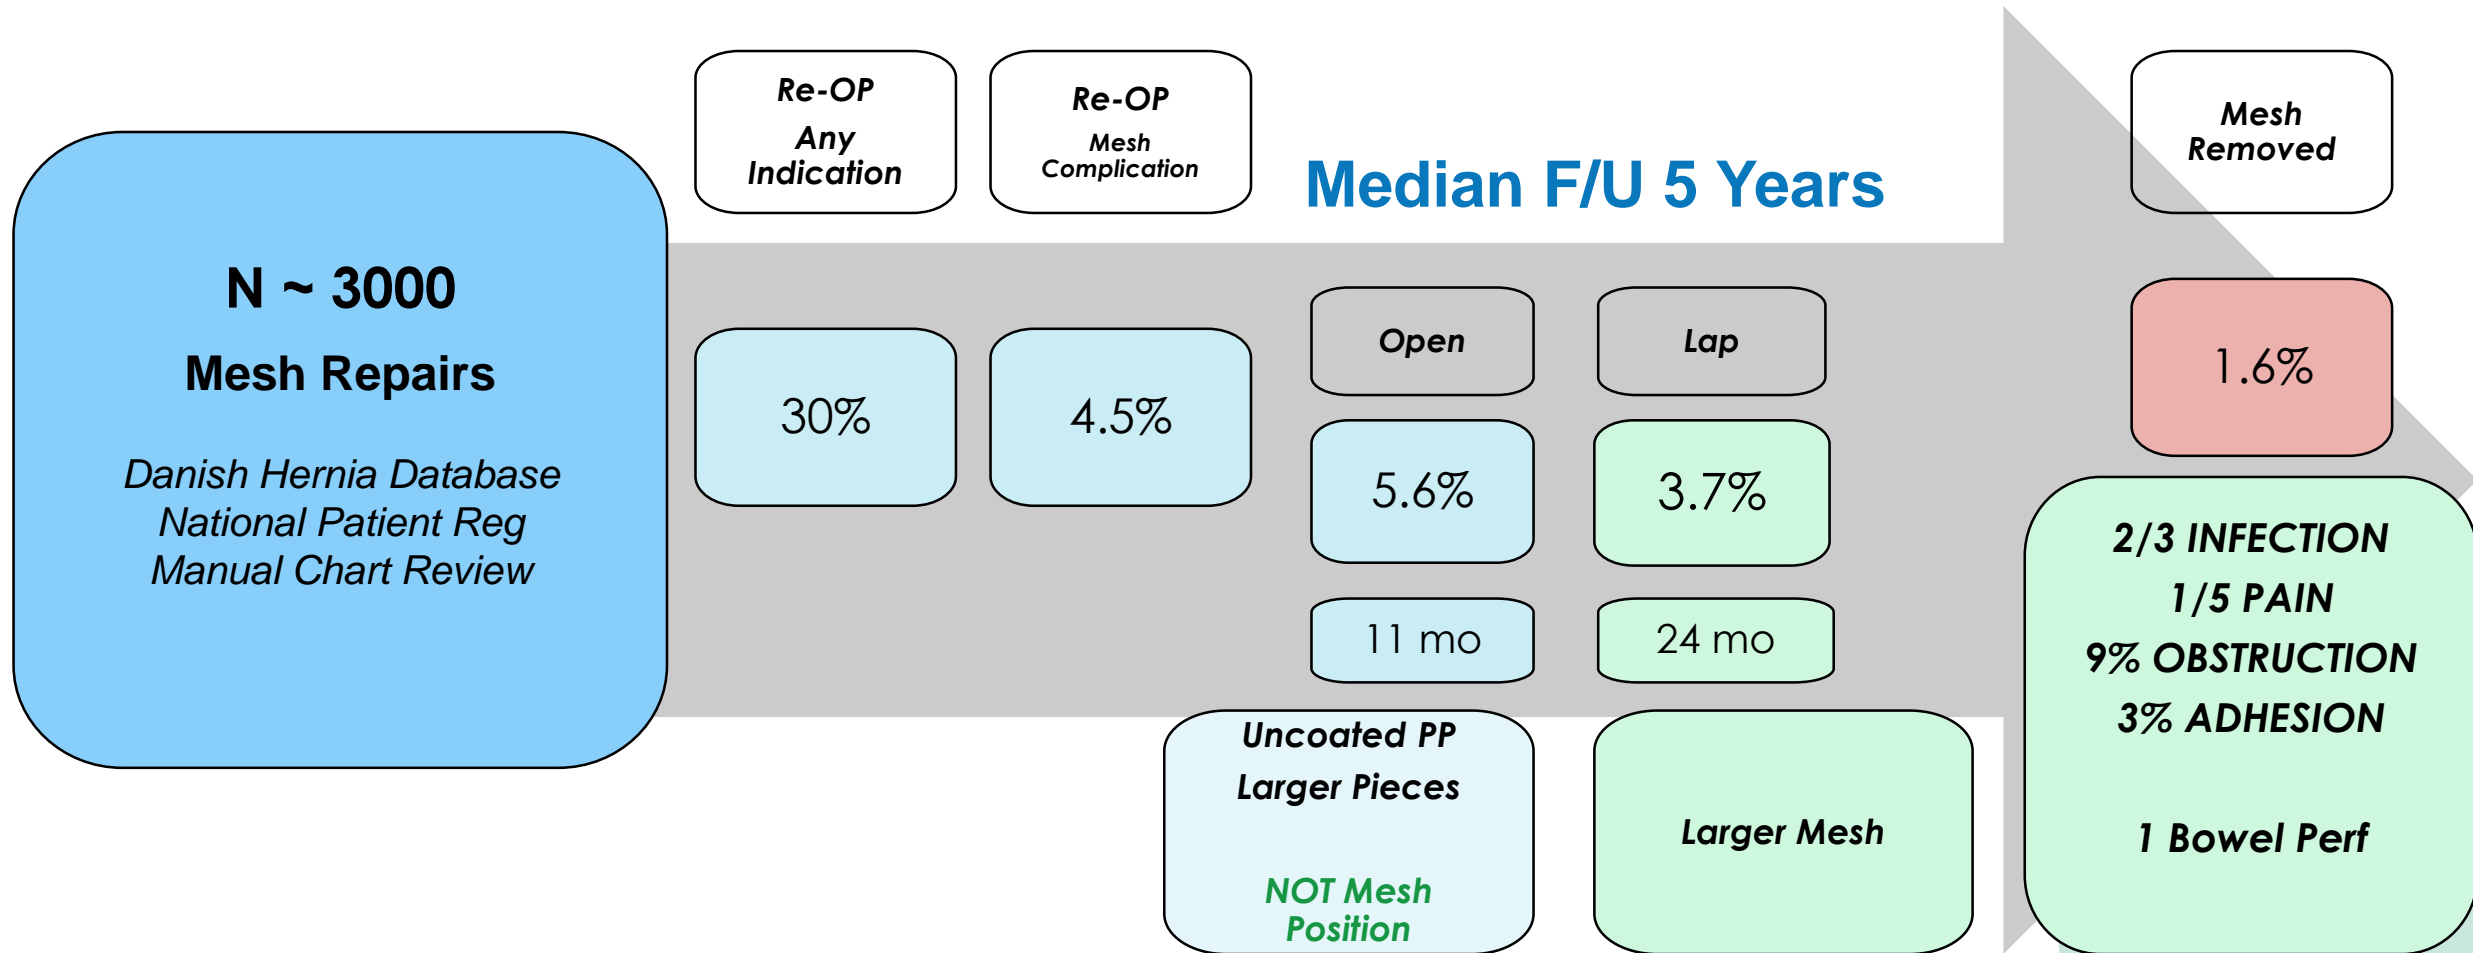 N ~ 3000
Mesh Repairs
Danish Hernia Database
National Patient Reg
Manual Chart Review
Re-OP
Any
Indication
30%
Re-OP
Mesh
Complication
4.5%
Median F/U 5 Years
Open
5.6%
11 mo
Uncoated PP
Larger Pieces
NOT Mesh
Position
Lap
3.7%
24 mo
Larger Mesh
Mesh
Removed
1.6%
2/3 INFECTION
1/5 PAIN
9% OBSTRUCTION
3% ADHESION
1 Bowel Perf